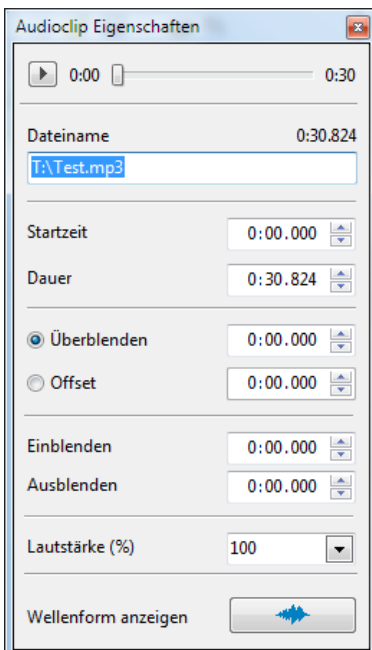 Audioclip Eigenschaften
0:00 0:30
Dateiname 0:30.824
T:\Test.mp3
Startzeit 0:00.000
Dauer 0:30.824
Überblenden 0:00.000
Offset 0:00.000
Einblenden 0:00.000
Ausblenden 0:00.000
Lautstärke (%) 100
Wellenform anzeigen